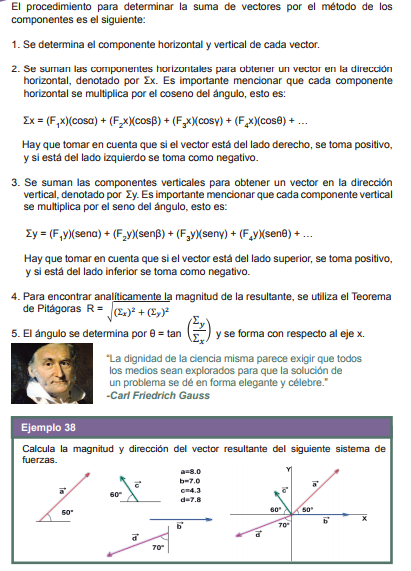 El procedimiento para determinar la suma de vectores por el método de los
componentes es el siguiente:
1. Se determina el componente horizontal y vertical de cada vector.
2. Se suman las componentes horizontales para obtener un vector en la dirección
horizontal, denotado por Σx. Es importante mencionar que cada componente
horizontal se multiplica por el coseno del ángulo, esto es:
Σx = (F₁x)(cosα) + (F₂x)(cosβ) + (F₃x)(cosγ) + (F₄x)(cosθ) + ...
Hay que tomar en cuenta que si el vector está del lado derecho, se toma positivo,
y si está del lado izquierdo se toma como negativo.
3. Se suman las componentes verticales para obtener un vector en la dirección
vertical, denotado por Σy. Es importante mencionar que cada componente vertical
se multiplica por el seno del ángulo, esto es:
Σy = (F₁y)(senα) + (F₂y)(senβ) + (F₃y)(senγ) + (F₄y)(senθ) + ...
Hay que tomar en cuenta que si el vector está del lado superior, se toma positivo,
y si está del lado inferior se toma como negativo.
4. Para encontrar analíticamente la magnitud de la resultante, se utiliza el Teorema
de Pitágoras R = √(Σx)² + (Σy)²
5. El ángulo se determina por θ = tan (Σy/Σx) y se forma con respecto al eje x.
“La dignidad de la ciencia misma parece exigir que todos
los medios sean explorados para que la solución de
un problema se dé en forma elegante y célebre.”
-Carl Friedrich Gauss
Ejemplo 38
Calcula la magnitud y dirección del vector resultante del siguiente sistema de
fuerzas.
a
50°
c
60°
a=8.0
b=7.0
c=4.3
d=7.8
b
d
70°
Y
a
c
60°
50°
b
X
70°
d